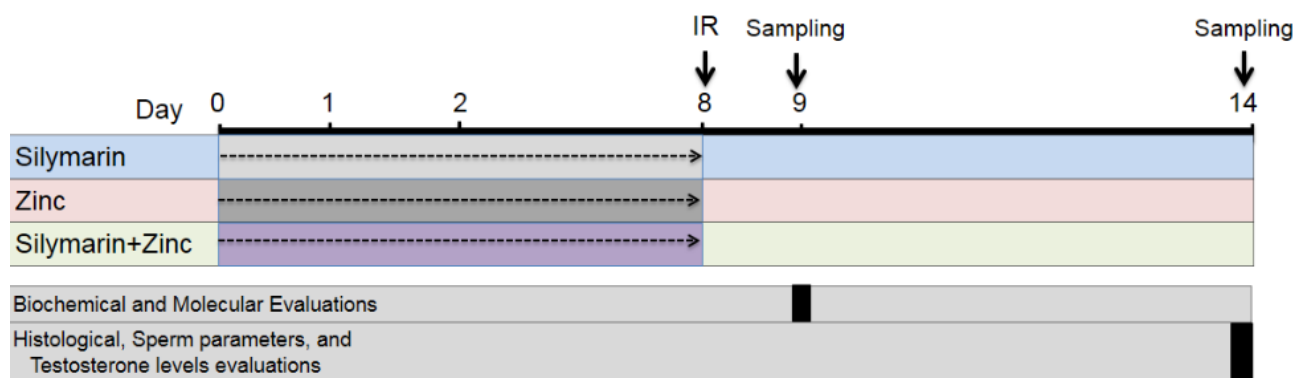 IR Sampling Sampling
Day 0 1 2 8 9 14
Silymarin
Zinc
Silymarin+Zinc
Biochemical and Molecular Evaluations
Histological, Sperm parameters, and
Testosterone levels evaluations